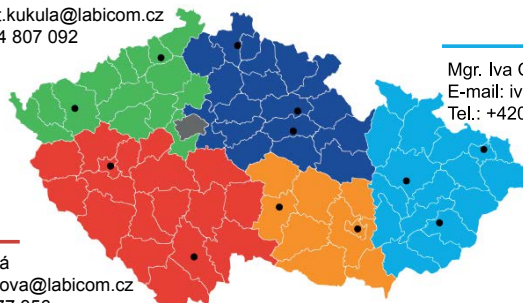 t.kukula@labicom.cz
4 807 092
Mgr. Iva
E-mail: iv
Tel.: +420
á
ova@labicom.cz